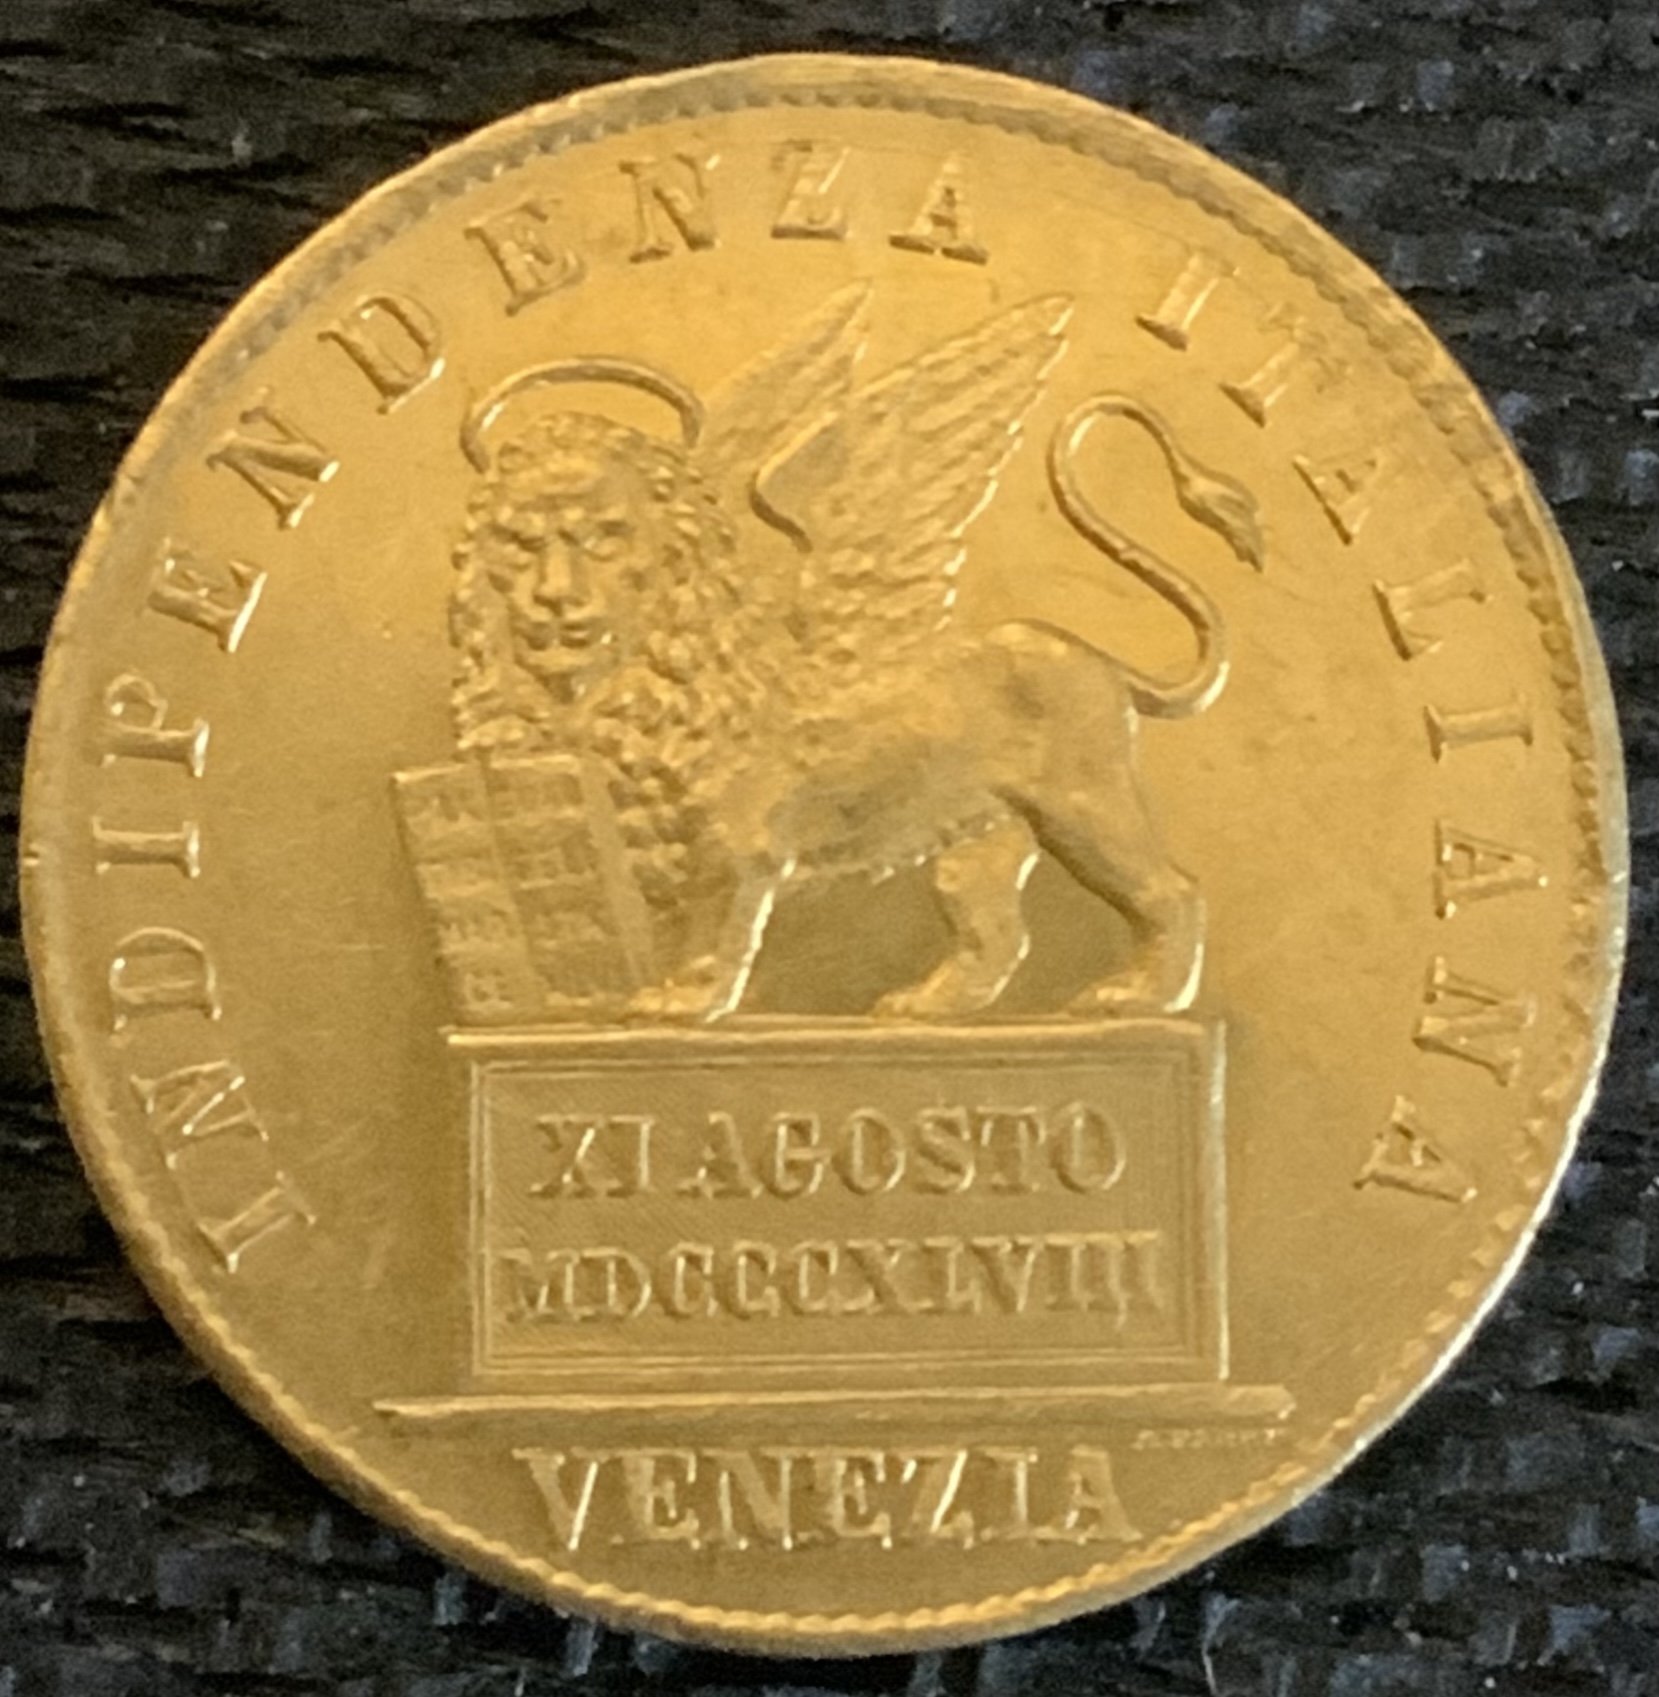 INDIPENDENZA ITALIANA
XI AGOSTO
MDCCCXLVIII
VENEZIA